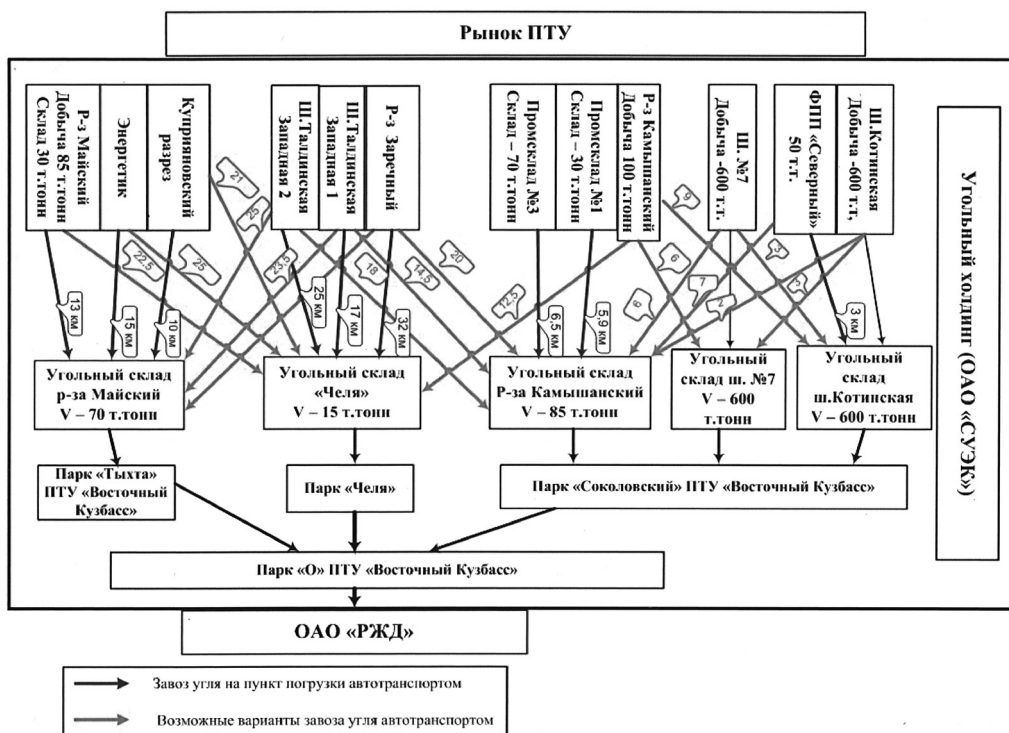 Рынок ПТУ
Р-з Майский
Добыча 85 т.тонн
Склад 30 т.тонн
Энергетик
Куприяновский
разрез
Ш.Талдинская
Западная 2
Ш.Талдинская
Западная 1
Р-з Заречный
Промсклад №3
Склад – 70 т.тонн
Промсклад №1
Склад – 30 т.тонн
Р-з Камышанский
Добыча 100 т.тонн
Ш. №7
Добыча -600 т.т.
ФПП «Северный»
50 т.т.
Ш.Котинская
Добыча -600 т.т.
Угольный холдинг (ОАО «СУЭК»)
21
23
22,5
25
23,5
18
14,5
20
12,5
9
6
7
6
3
3
2
13 км
15 км
10 км
25 км
17 км
32 км
6,5 км
5,9 км
3 км
Угольный склад
р-за Майский
V – 70 т.тонн
Угольный склад
«Челя»
V – 15 т.тонн
Угольный склад
Р-за Камышанский
V – 85 т.тонн
Угольный
склад ш. №7
V – 600
т.тонн
Угольный
склад
ш.Котинская
V – 600 т.тонн
Парк «Тыхта»
ПТУ «Восточный
Кузбасс»
Парк «Челя»
Парк «Соколовский» ПТУ «Восточный Кузбасс»
Парк «О» ПТУ «Восточный Кузбасс»
ОАО «РЖД»
Завоз угля на пункт погрузки автотранспортом
Возможные варианты завоза угля автотранспортом